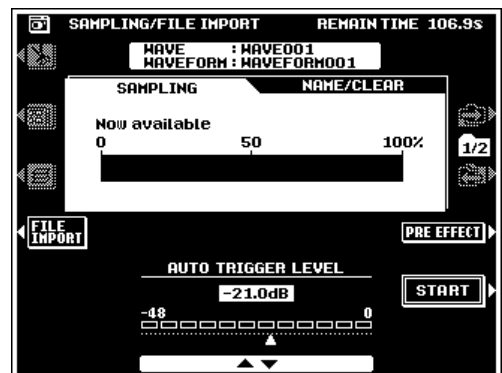 SAMPLING/FILE IMPORT REMAIN TIME 106.9s
WAVE :WAVE001
WAVEFORM:WAVEFORM001
SAMPLING NAME/CLEAR
Now available
0 50 100%
1/2
FILE
IMPORT
PRE EFFECT
AUTO TRIGGER LEVEL
-21.0dB
START
-48 0